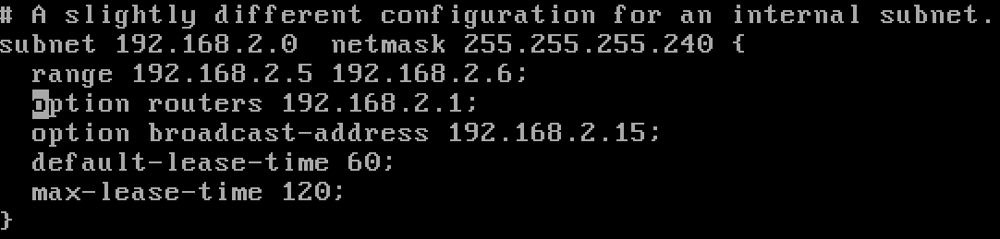 # A slightly different configuration for an internal subnet.
subnet 192.168.2.0  netmask 255.255.255.240 {
  range 192.168.2.5 192.168.2.6;
  option routers 192.168.2.1;
  option broadcast-address 192.168.2.15;
  default-lease-time 60;
  max-lease-time 120;
}